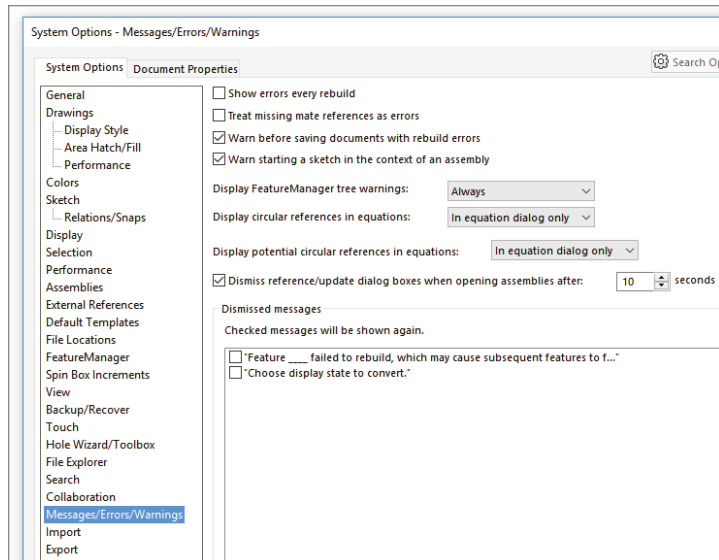 System Options - Messages/Errors/Warnings
System Options
Document Properties
Search Op
General
Drawings
Display Style
Area Hatch/Fill
Performance
Colors
Sketch
Relations/Snaps
Display
Selection
Performance
Assemblies
External References
Default Templates
File Locations
FeatureManager
Spin Box Increments
View
Backup/Recover
Touch
Hole Wizard/Toolbox
File Explorer
Search
Collaboration
Messages/Errors/Warnings
Import
Export
Show errors every rebuild
Treat missing mate references as errors
Warn before saving documents with rebuild errors
Warn starting a sketch in the context of an assembly
Display FeatureManager tree warnings: Always
Display circular references in equations: In equation dialog only
Display potential circular references in equations: In equation dialog only
Dismiss reference/update dialog boxes when opening assemblies after: 10 seconds
Dismissed messages
Checked messages will be shown again.
"Feature ____ failed to rebuild, which may cause subsequent features to f..."
"Choose display state to convert."